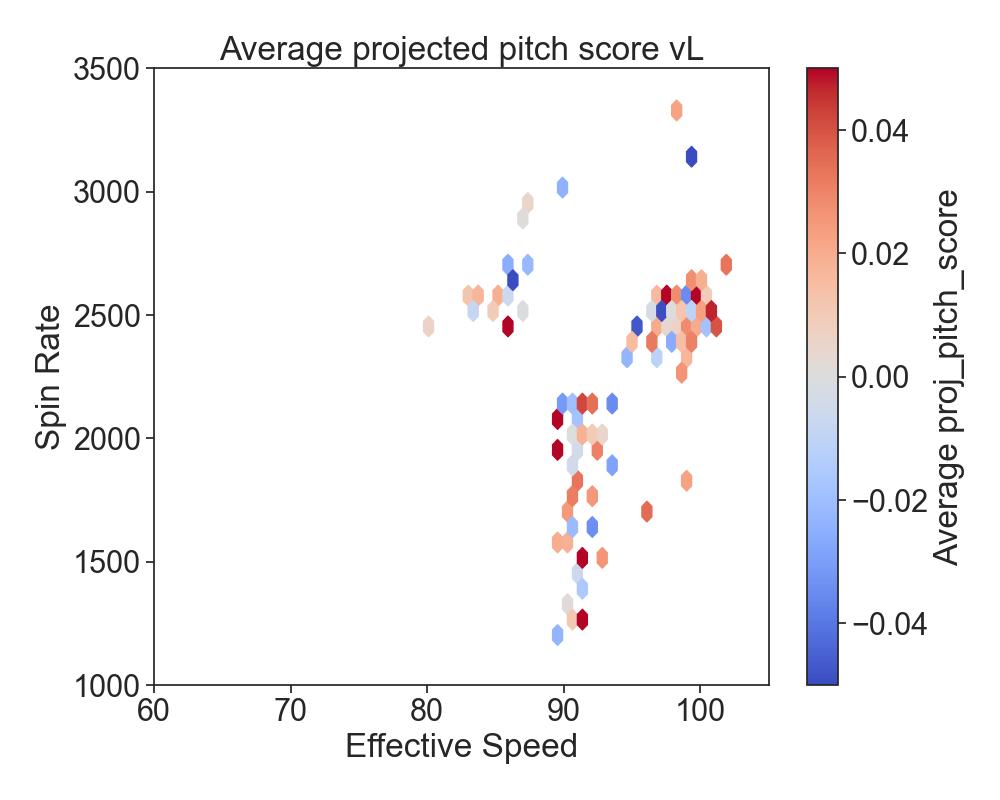 Average projected pitch score vL
3500
3000
2500
2000
1500
1000
Spin Rate
60 70 80 90 100
Effective Speed
0.04
0.02
0.00
−0.02
−0.04
Average proj_pitch_score